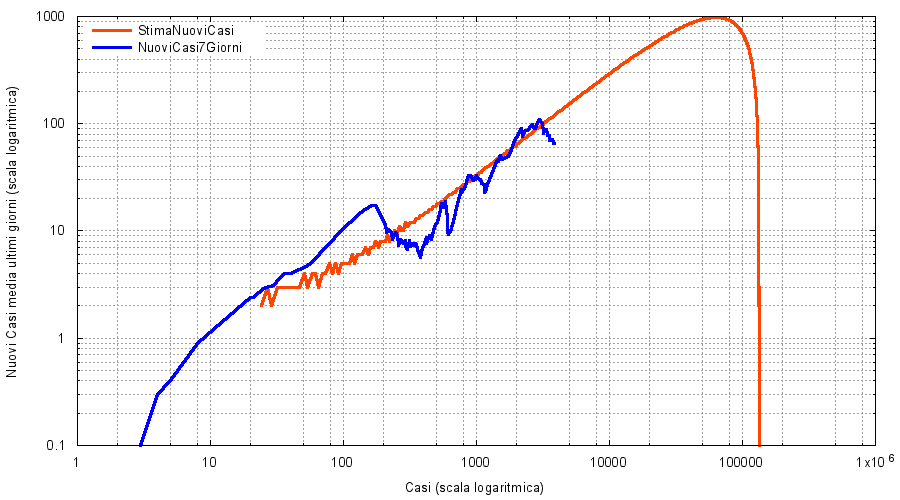 1000
StimaNuoviCasi
NuoviCasi7Giorni
100
10
1
0.1
Nuovi Casi media ultimi giorni (scala logaritmica)
1 10 100 1000 10000 100000 1x10 6
Casi (scala logaritmica)